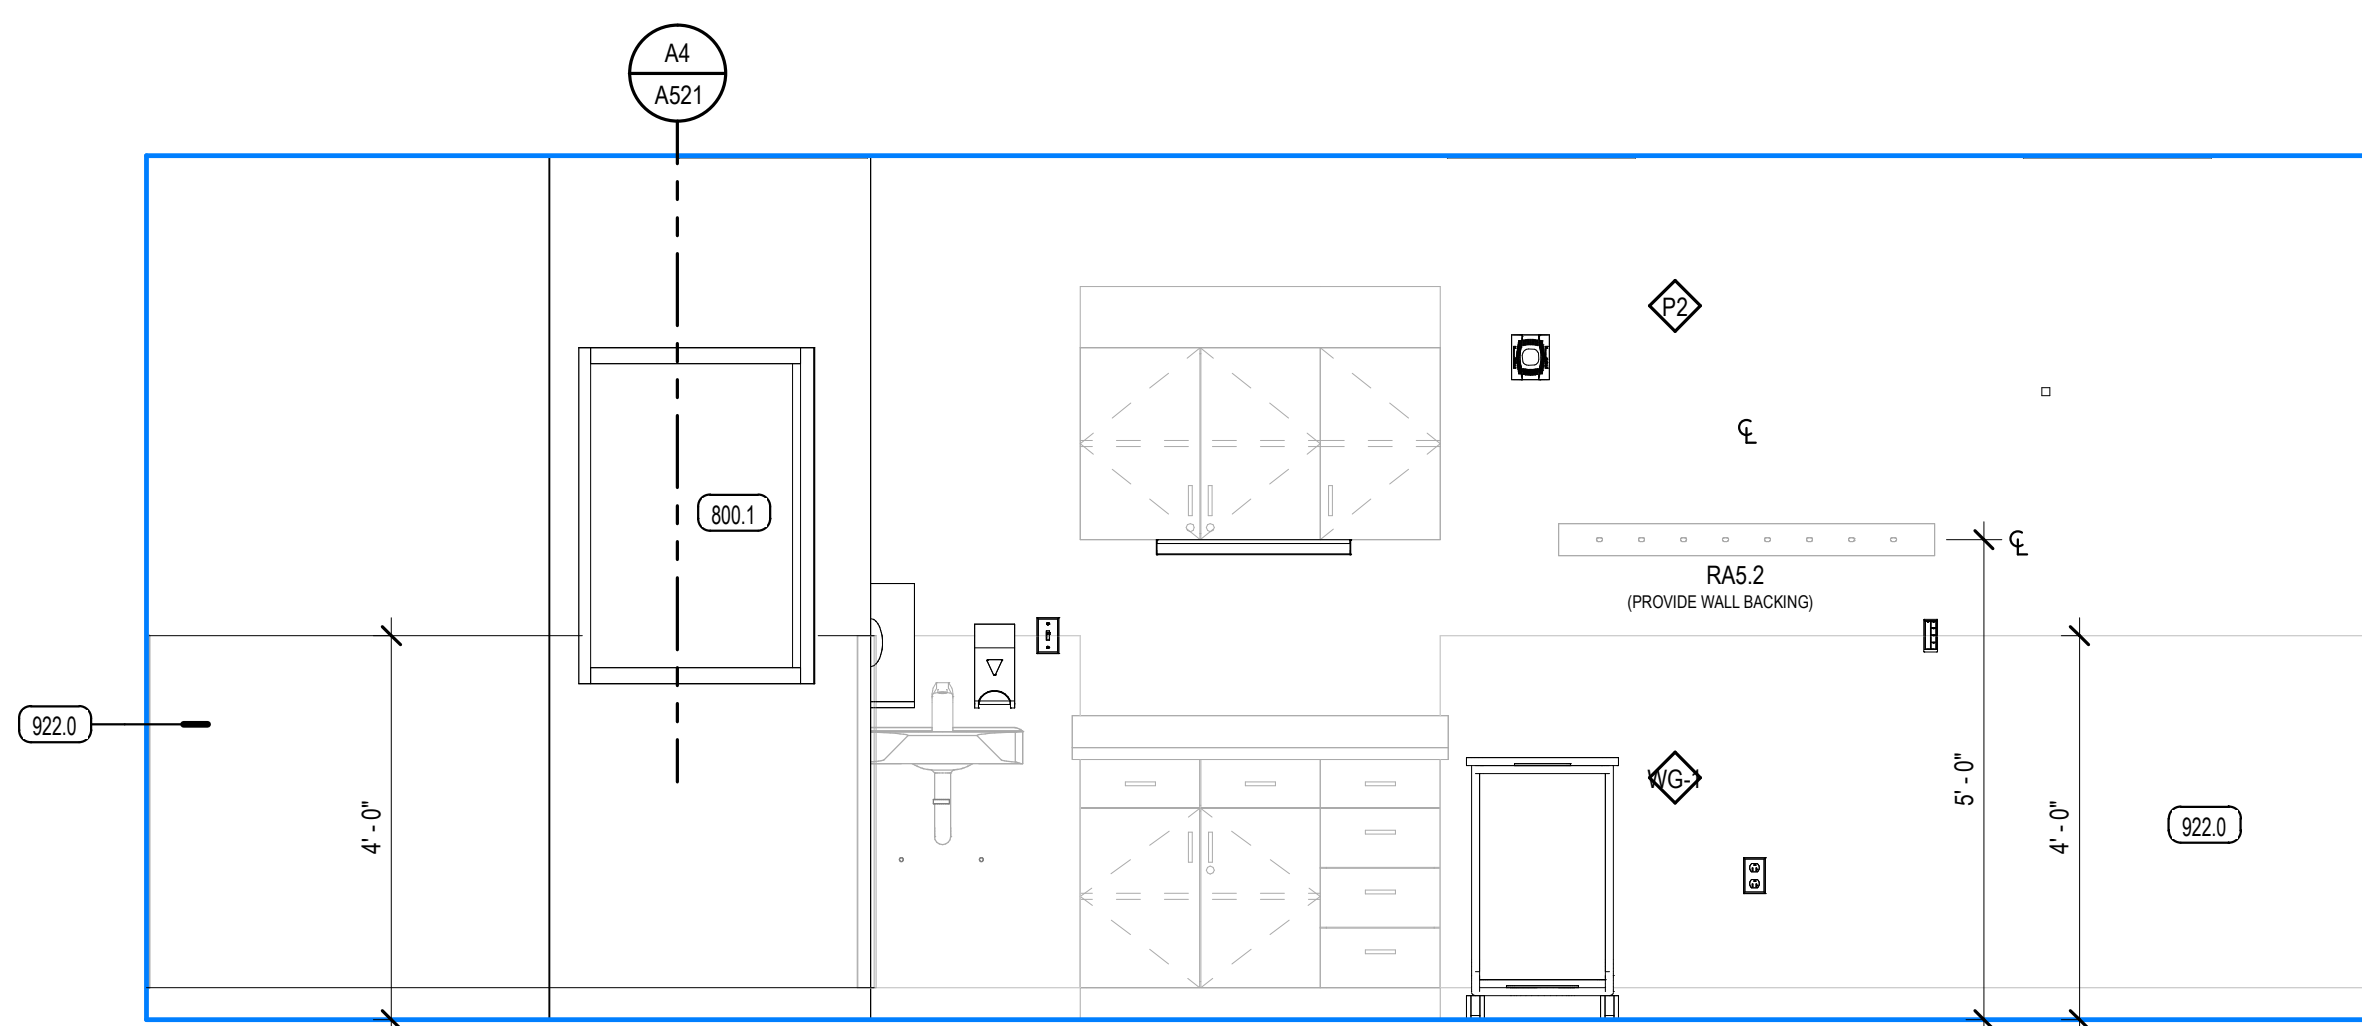 A4
A521
P2
℄
800.1
℄
RA5.2
(PROVIDE WALL BACKING)
922.0
WG-1
4' - 0"
5' - 0"
4' - 0"
922.0